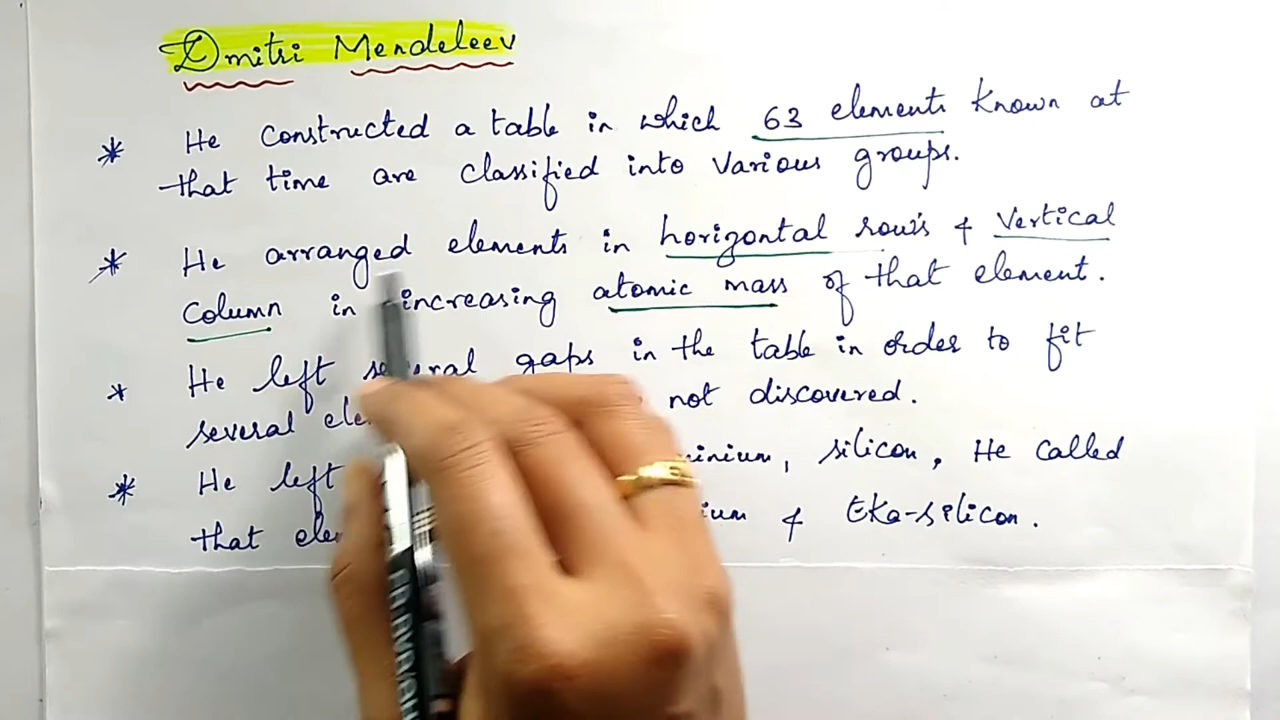 Dmitri Mendeleev
* He constructed a table in which 63 elements known at
that time are classified into various groups.
* He arranged elements in horizontal rows & Vertical
Column in increasing atomic mass of that element.
* He left several gaps in the table in order to fit
several not discovered.
* He left silicon, He called
that & Eka-silicon.